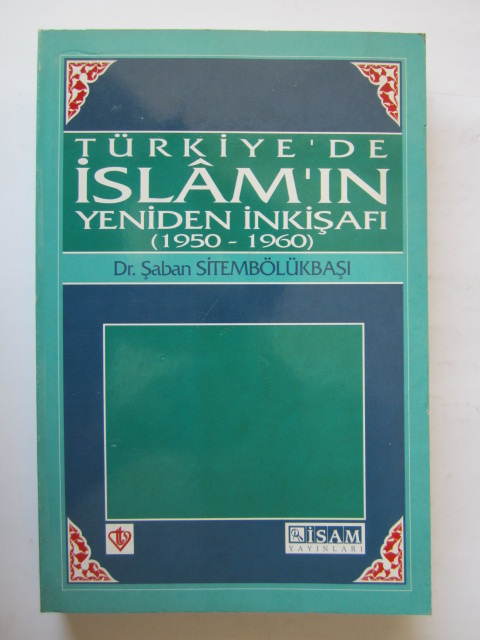 TÜRKİYE'DE
İSLÂM'IN
YENİDEN İNKİŞAFI
(1950 - 1960)
Dr. Şaban SİTEMBÖLÜKBAŞI
İSAM
YAYINLARI